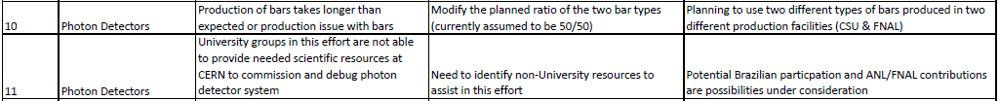 10 Photon Detectors Production of bars takes longer than expected or production issue with bars Modify the planned ratio of the two bar types (currently assumed to be 50/50) Planning to use two different types of bars produced in two different production facilities (CSU & FNAL)
11 Photon Detectors University groups in this effort are not able to provide needed scientific resources at CERN to commission and debug photon detector system Need to identify non-University resources to assist in this effort Potential Brazilian particpation and ANL/FNAL contributions are possibilities under consideration